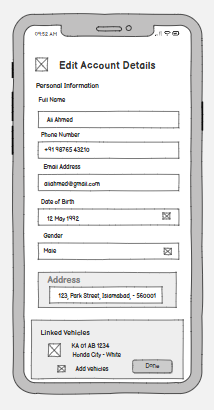 09:52 AM
Edit Account Details
Personal Information
Full Name
Ali Ahmed
Phone Number
+91 98765 43210
Email Address
aliahmed@gmail.com
Date of Birth
12 May 1992
Gender
Male
Address
123, Park Street, Islamabad, - 560001
Linked Vehicles
KA 01 AB 1234
Honda City - White
Add vehicles
Done